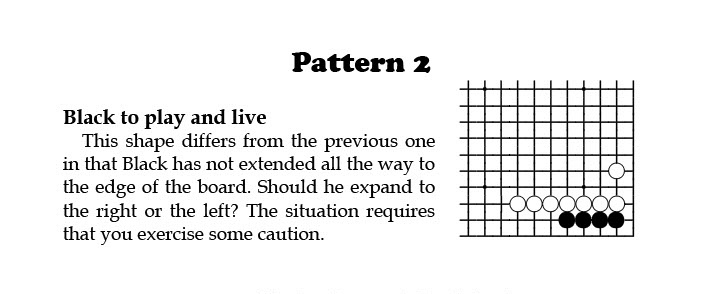 Pattern 2
Black to play and live
This shape differs from the previous one
in that Black has not extended all the way to
the edge of the board. Should he expand to
the right or the left? The situation requires
that you exercise some caution.